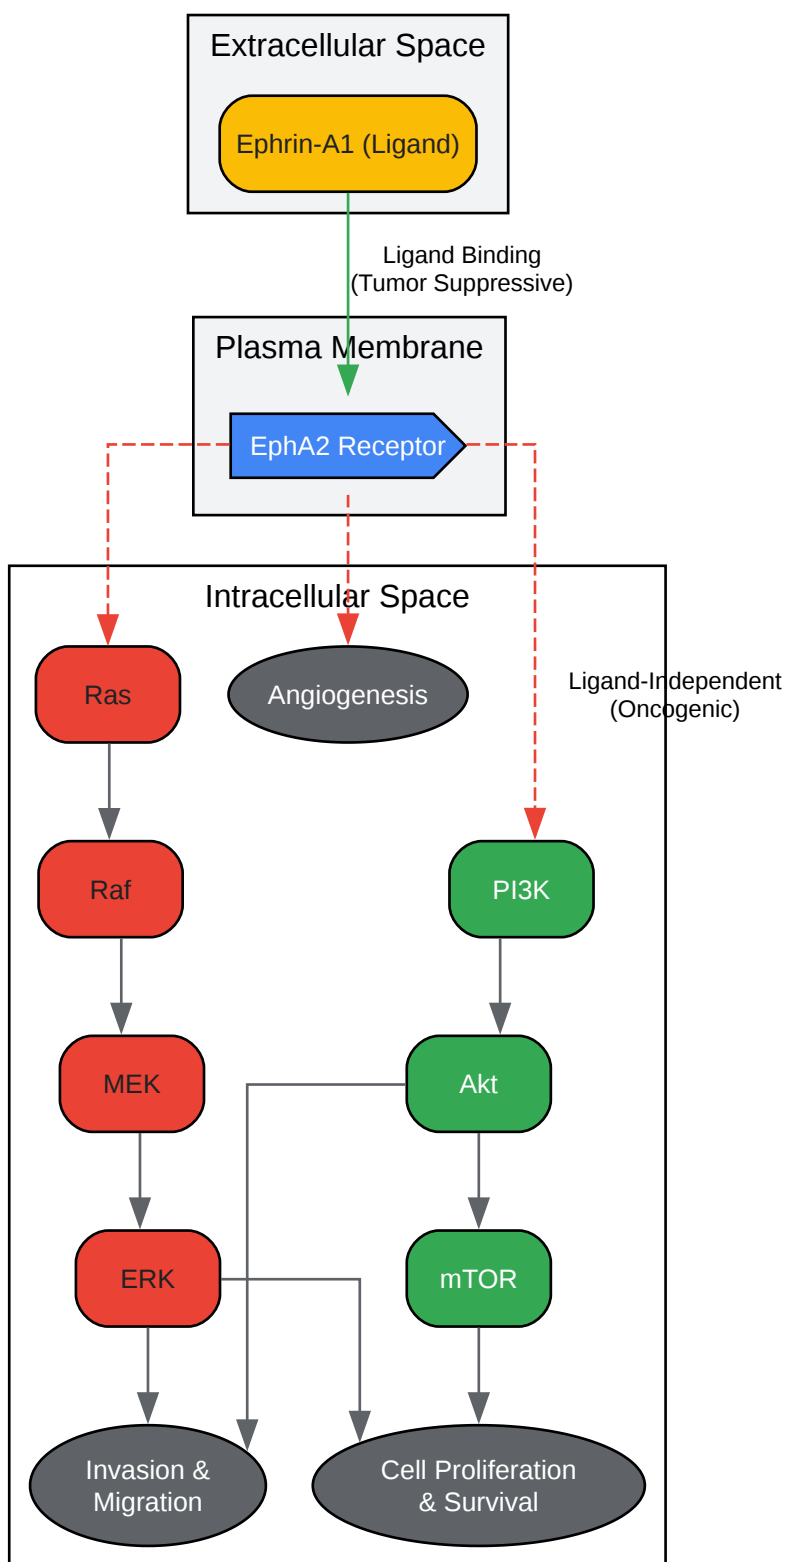 Extracellular Space
Ephrin-A1 (Ligand)
Ligand Binding
(Tumor Suppressive)
Plasma Membrane
EphA2 Receptor
Intracellular Space
Ras
Angiogenesis
Ligand-Independent
(Oncogenic)
Raf
PI3K
MEK
Akt
ERK
mTOR
Invasion &
Migration
Cell Proliferation
& Survival